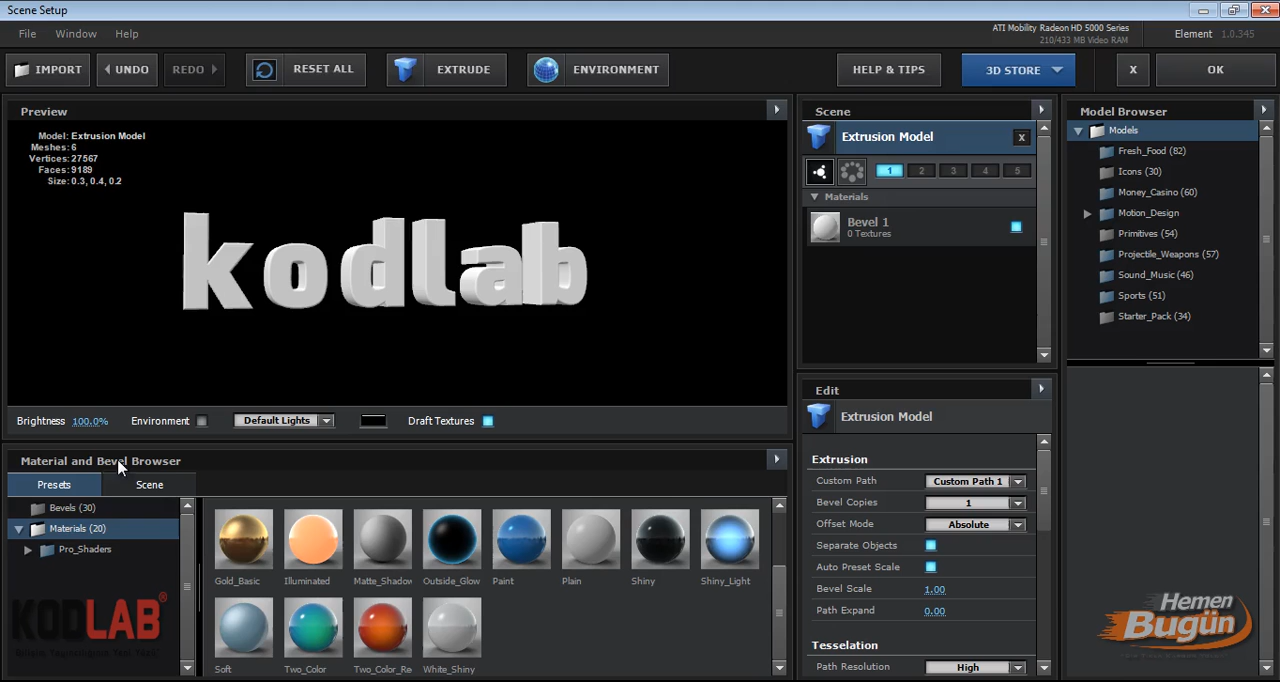 Scene Setup
File Window Help
ATI Mobility Radeon HD 5000 Series
210/433 MB Video RAM
Element 1.0.345
IMPORT UNDO REDO RESET ALL EXTRUDE ENVIRONMENT HELP & TIPS 3D STORE X OK
Preview
Model: Extrusion Model
Meshes: 6
Vertices: 27567
Faces: 9189
Size: 0.3, 0.4, 0.2
kodlab
Brightness 100.0% Environment Default Lights Draft Textures
Material and Bevel Browser
Presets Scene
Bevels (30)
Materials (20)
Pro_Shaders
Gold_Basic Illuminated Matte_Shadow Outside_Glow Paint Plain Shiny Shiny_Light
Soft Two_Color Two_Color_Re White_Shiny
KODLAB®
Scene
Extrusion Model x
1 2 3 4 5
Materials
Bevel 1
0 Textures
Edit
Extrusion Model
Extrusion
Custom Path Custom Path 1
Bevel Copies 1
Offset Mode Absolute
Separate Objects
Auto Preset Scale
Bevel Scale 1.00
Path Expand 0.00
Tesselation
Path Resolution High
Model Browser
Models
Fresh_Food (82)
Icons (30)
Money_Casino (60)
Motion_Design
Primitives (54)
Projectile_Weapons (57)
Sound_Music (46)
Sports (51)
Starter_Pack (34)
Hemen
Bugün